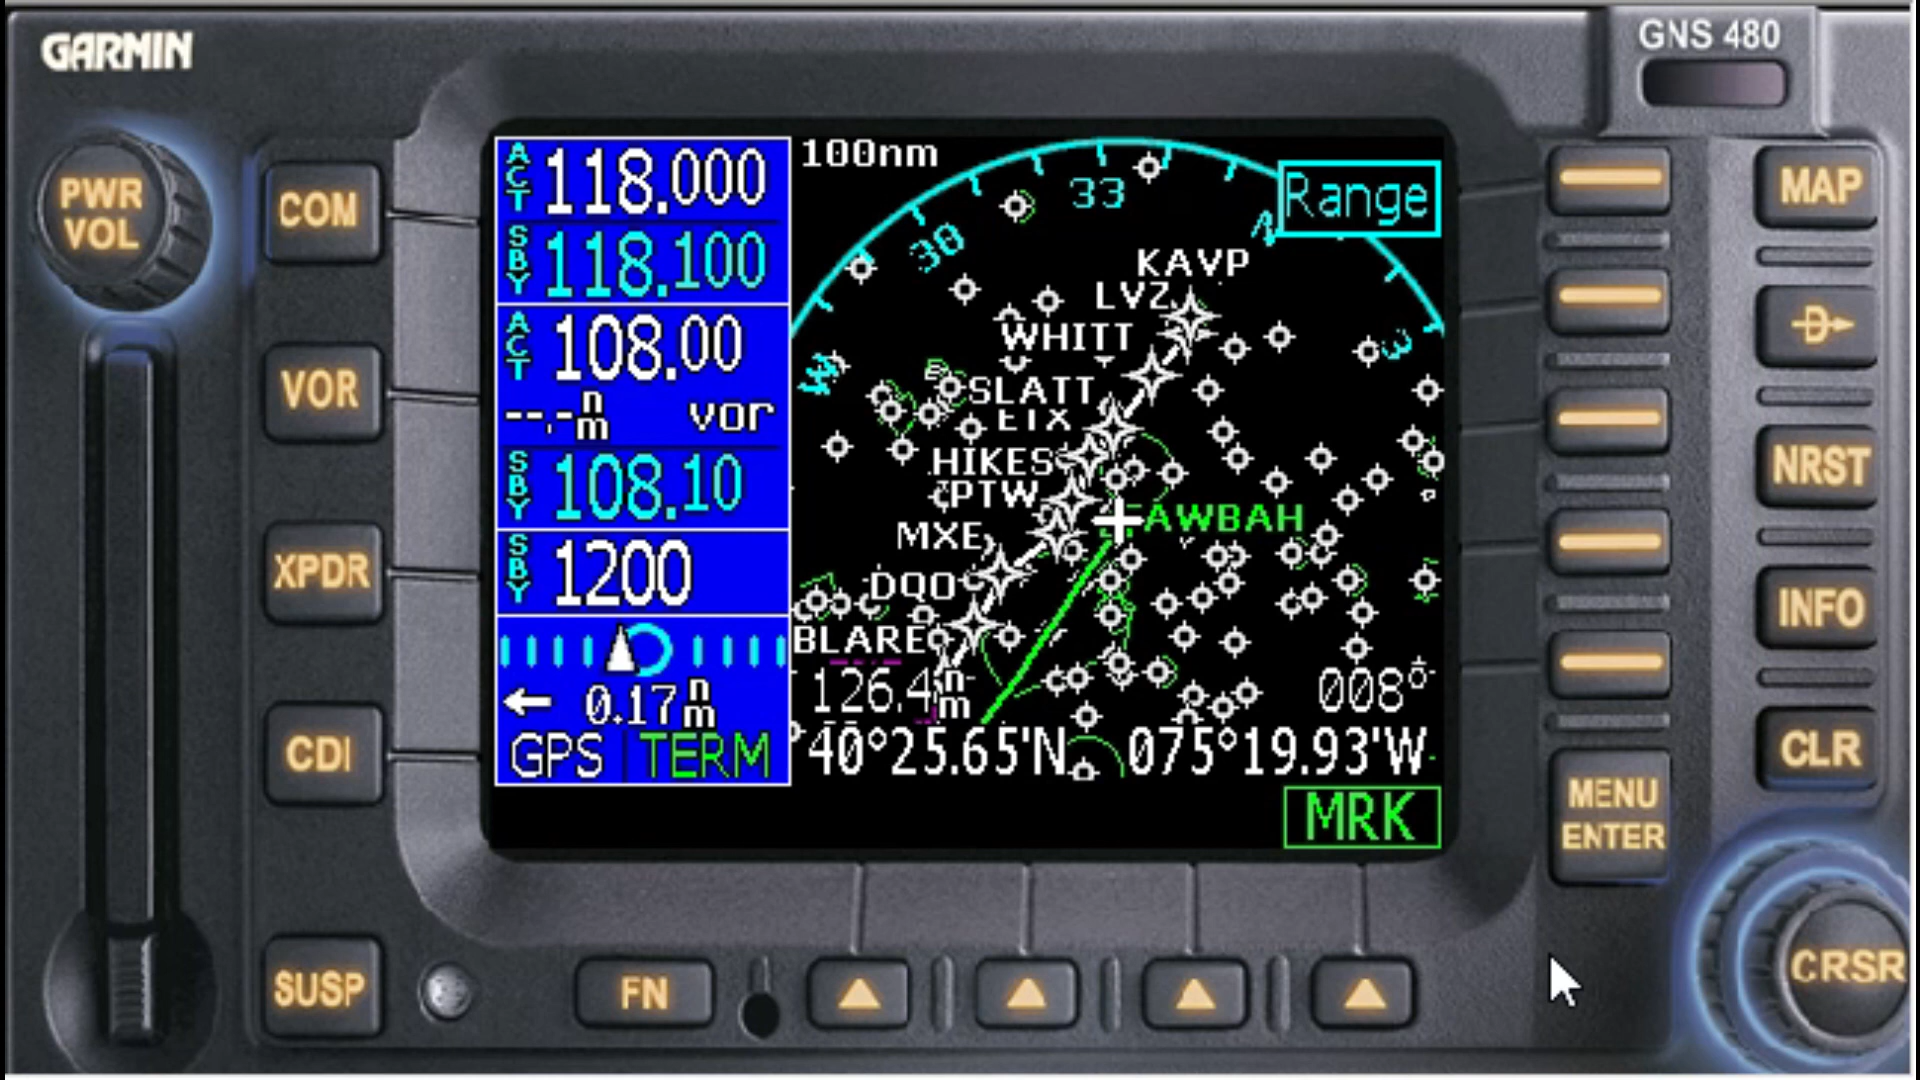 GARMIN
GNS 480
PWR
VOL
COM
VOR
XPDR
CDI
SUSP
ACT 118.000
SBY 118.100
ACT 108.00
--.-nm vor
SBY 108.10
SBY 1200
0.17nm
GPS TERM
100nm
Range
30
33
N
W
3
KAVP
LVZ
WHITT
SLATT
ETX
HIKES
PTW
AWBAH
MXE
DQO
BLARE
126.4nm
008°
40°25.65'N
075°19.93'W
MRK
FN
MAP
D
NRST
INFO
CLR
MENU
ENTER
CRSR